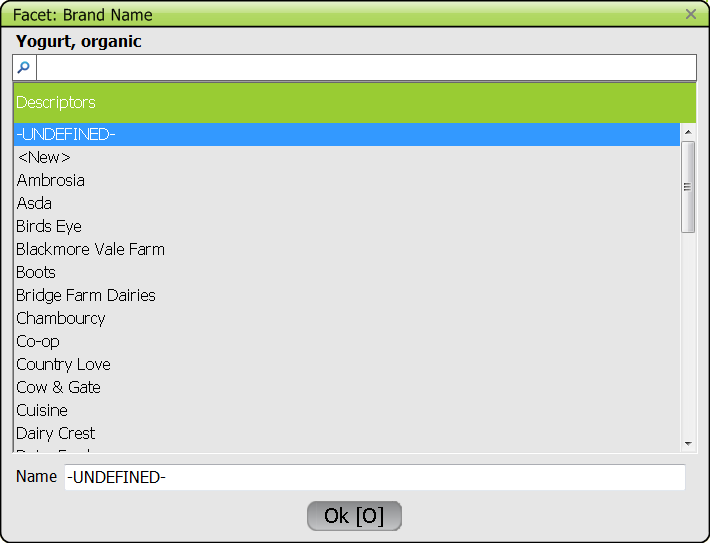 Facet: Brand Name
Yogurt, organic
Descriptors
-UNDEFINED-
<New>
Ambrosia
Asda
Birds Eye
Blackmore Vale Farm
Boots
Bridge Farm Dairies
Chambourcy
Co-op
Country Love
Cow & Gate
Cuisine
Dairy Crest
Name -UNDEFINED-
Ok [O]